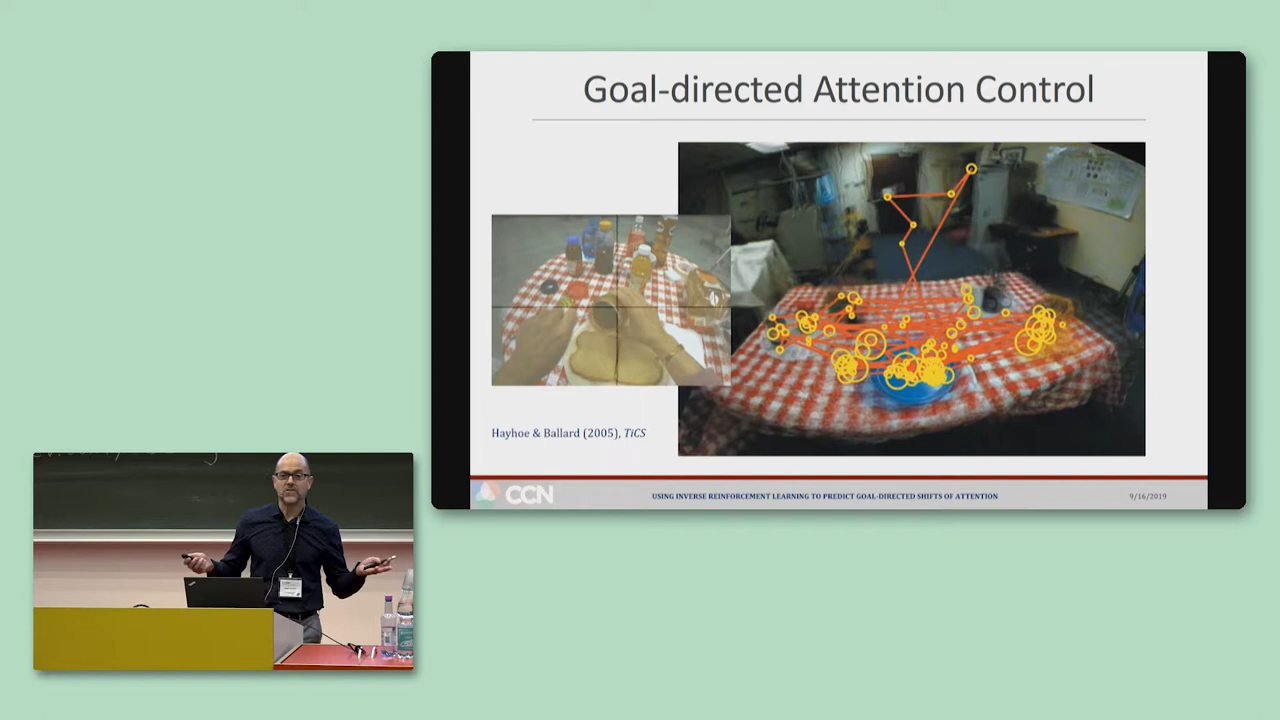 Goal-directed Attention Control
Hayhoe & Ballard (2005), TiCS
CCN
USING INVERSE REINFORCEMENT LEARNING TO PREDICT GOAL-DIRECTED SHIFTS OF ATTENTION
9/16/2019